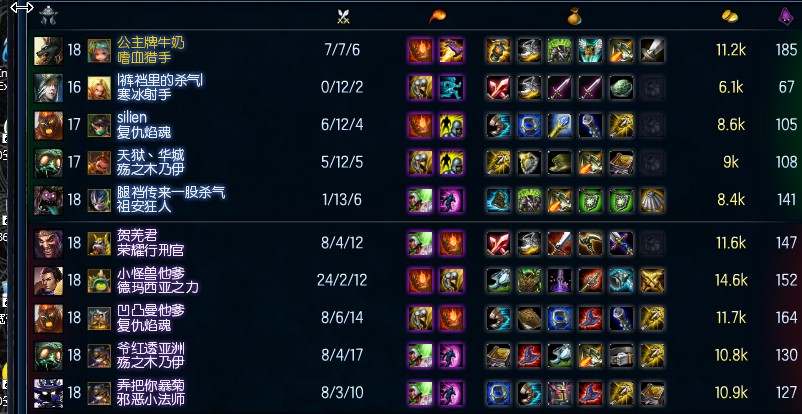 18 公主牌牛奶 7/7/6 11.2k 185
嗜血猎手
16 |裤裆里的杀气| 0/12/2 6.1k 67
寒冰射手
17 silien 6/12/4 8.6k 105
复仇焰魂
17 天狱丶华城 5/12/5 9k 108
殇之木乃伊
18 腿裆传来一股杀气 1/13/6 8.4k 141
祖安狂人
18 贺羌君 8/4/12 11.6k 147
荣耀行刑官
18 小怪兽他爹 24/2/12 14.6k 152
德玛西亚之力
18 凹凸曼他爹 8/6/14 11.7k 164
复仇焰魂
18 爷红透亚洲 8/4/17 10.8k 130
殇之木乃伊
18 弄把你暴菊 8/3/10 10.9k 127
邪恶小法师